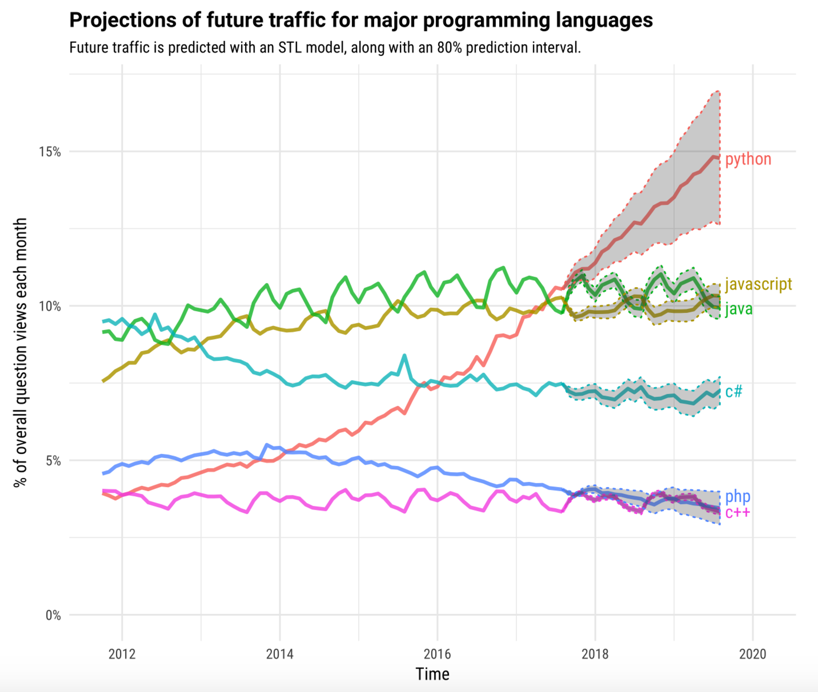 Projections of future traffic for major programming languages
Future traffic is predicted with an STL model, along with an 80% prediction interval.
% of overall question views each month
15%
10%
5%
0%
python
javascript
java
c#
php
c++
2012
2014
2016
2018
2020
Time